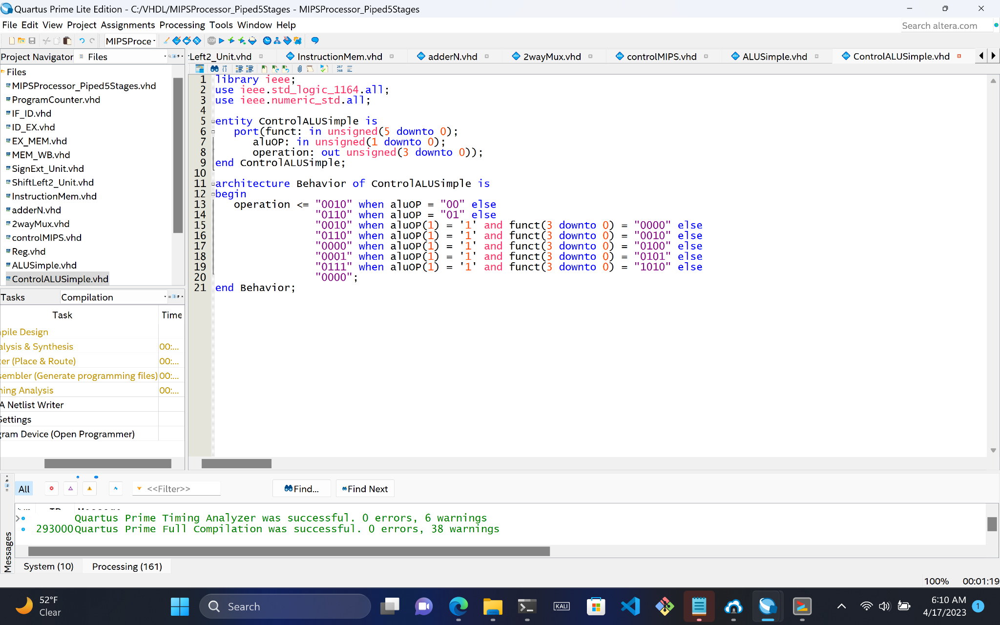 Quartus Prime Lite Edition - C:/VHDL/MIPSProcessor_Piped5Stages - MIPSProcessor_Piped5Stages
File Edit View Project Assignments Processing Tools Window Help
Search altera.com
MIPSProce
STOP
Project Navigator Files
:Left2_Unit.vhd InstructionMem.vhd adderN.vhd 2wayMux.vhd controlMIPS.vhd ALUSimple.vhd ControlALUSimple.vhd
267
268
Files
MIPSProcessor_Piped5Stages.vhd
ProgramCounter.vhd
IF_ID.vhd
ID_EX.vhd
EX_MEM.vhd
MEM_WB.vhd
SignExt_Unit.vhd
ShiftLeft2_Unit.vhd
InstructionMem.vhd
adderN.vhd
2wayMux.vhd
controlMIPS.vhd
Reg.vhd
ALUSimple.vhd
ControlALUSimple.vhd
1 library ieee;
2 use ieee.std_logic_1164.all;
3 use ieee.numeric_std.all;
4
5 entity ControlALUSimple is
6 port(funct: in unsigned(5 downto 0);
7 aluOP: in unsigned(1 downto 0);
8 operation: out unsigned(3 downto 0));
9 end ControlALUSimple;
10
11 architecture Behavior of ControlALUSimple is
12 begin
13 operation <= "0010" when aluOP = "00" else
14 "0110" when aluOP = "01" else
15 "0010" when aluOP(1) = '1' and funct(3 downto 0) = "0000" else
16 "0110" when aluOP(1) = '1' and funct(3 downto 0) = "0010" else
17 "0000" when aluOP(1) = '1' and funct(3 downto 0) = "0100" else
18 "0001" when aluOP(1) = '1' and funct(3 downto 0) = "0101" else
19 "0111" when aluOP(1) = '1' and funct(3 downto 0) = "1010" else
20 "0000";
21 end Behavior;
Tasks Compilation
Task Time
pile Design
alysis & Synthesis 00:...
ter (Place & Route) 00:...
sembler (Generate programming files) 00:...
ning Analysis 00:...
A Netlist Writer
Settings
gram Device (Open Programmer)
All <<Filter>> Find... Find Next
Quartus Prime Timing Analyzer was successful. 0 errors, 6 warnings
293000 Quartus Prime Full Compilation was successful. 0 errors, 38 warnings
Messages
System (10) Processing (161)
100% 00:01:19
52°F
Clear
Search
KALI
6:10 AM
4/17/2023
1